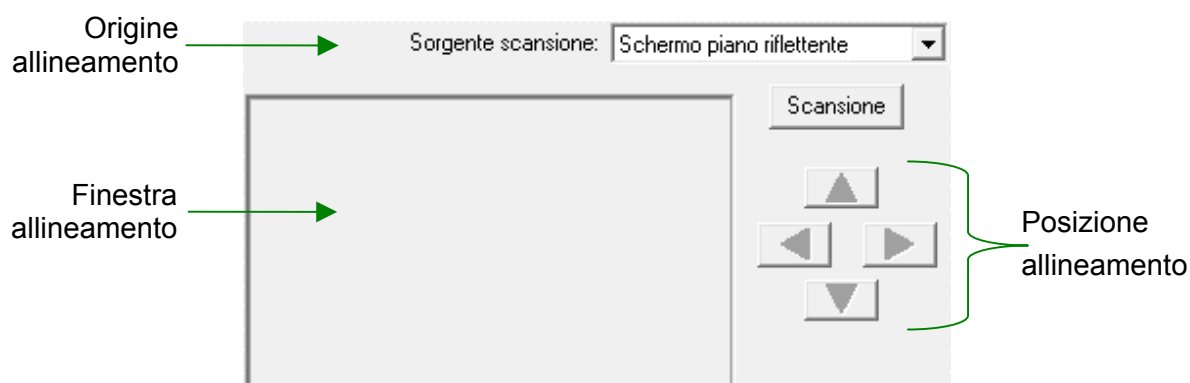 Origine
allineamento
Sorgente scansione: Schermo piano riflettente
Scansione
Finestra
allineamento
Posizione
allineamento